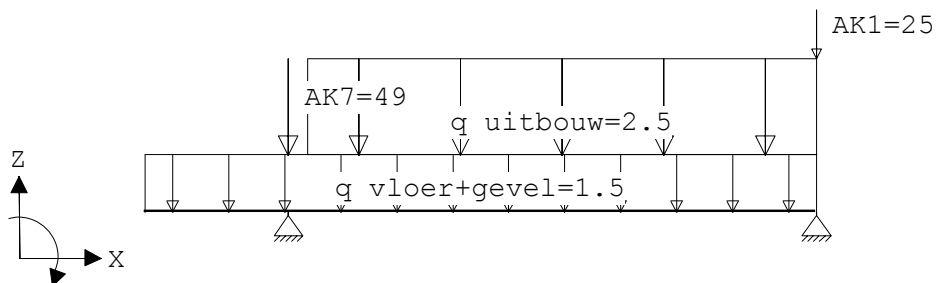 AK1=25
AK7=49
q uitbouw=2.5
q vloer+gevel=1.5
Z
X